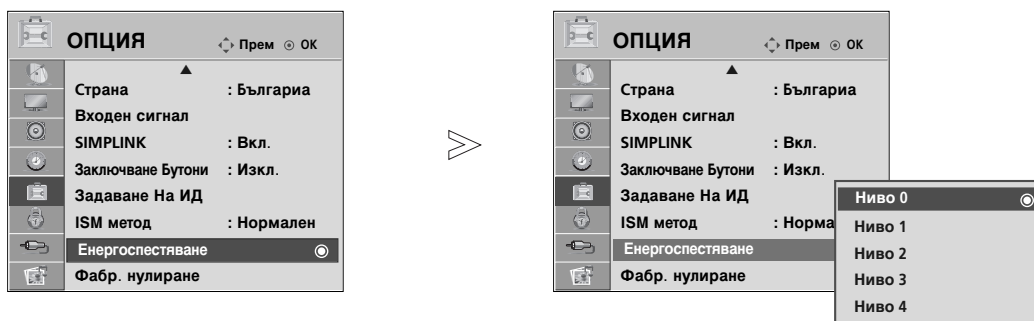 ОПЦИЯ
Прем OK
Страна : България
Входен сигнал
SIMPLINK : Вкл.
Заключване Бутони : Изкл.
Задаване На ИД
ISM метод : Нормален
Енергоспестяване
Фабр. нулиране
ОПЦИЯ
Прем OK
Страна : България
Входен сигнал
SIMPLINK : Вкл.
Заключване Бутони : Изкл.
Задаване На ИД
ISM метод : Норма
Енергоспестяване
Фабр. нулиране
Ниво 0
Ниво 1
Ниво 2
Ниво 3
Ниво 4